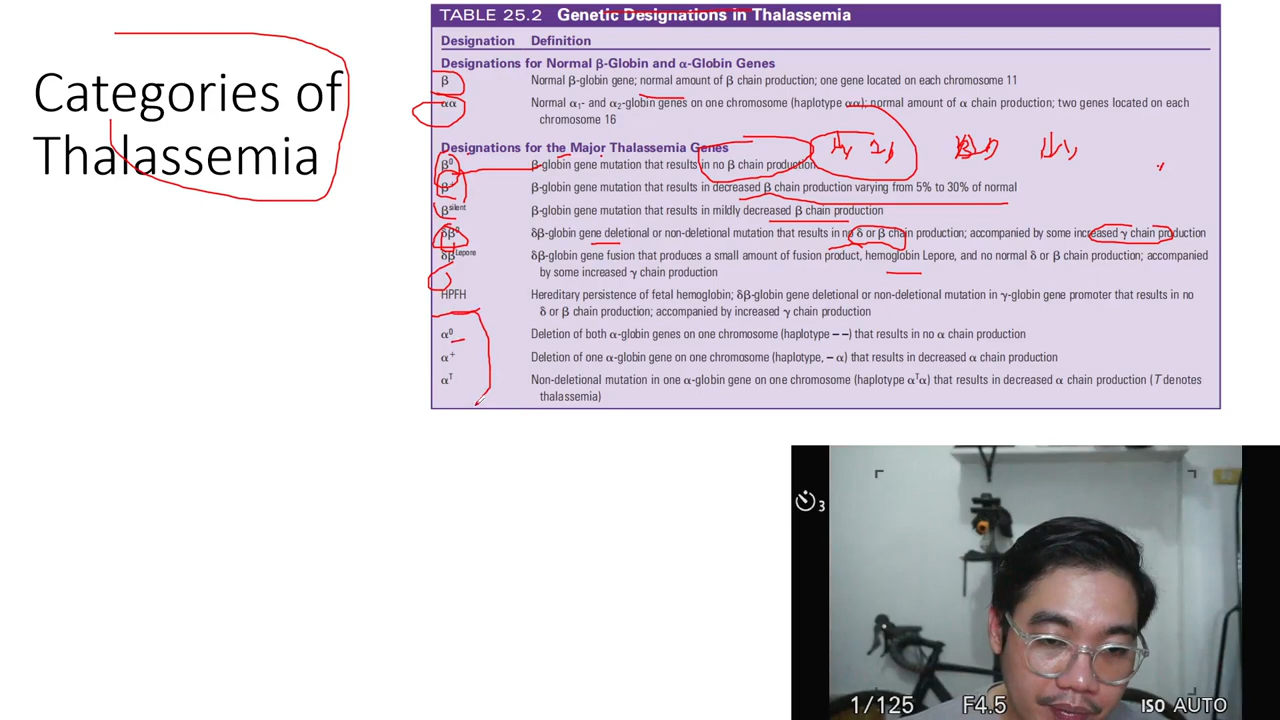 Categories of
Thalassemia
TABLE 25.2 Genetic Designations in Thalassemia
Designation Definition
Designations for Normal β-Globin and α-Globin Genes
β Normal β-globin gene; normal amount of β chain production; one gene located on each chromosome 11
αα Normal α₁- and α₂-globin genes on one chromosome (haplotype αα); normal amount of α chain production; two genes located on each
chromosome 16
Designations for the Major Thalassemia Genes
β⁰ β-globin gene mutation that results in no β chain production
β⁺ β-globin gene mutation that results in decreased β chain production varying from 5% to 30% of normal
βsilent β-globin gene mutation that results in mildly decreased β chain production
δβ⁰ δβ-globin gene deletional or non-deletional mutation that results in no δ or β chain production; accompanied by some increased γ chain production
δβLepore δβ-globin gene fusion that produces a small amount of fusion product, hemoglobin Lepore, and no normal δ or β chain production; accompanied
by some increased γ chain production
HPFH Hereditary persistence of fetal hemoglobin; δβ-globin gene deletional or non-deletional mutation in γ-globin gene promoter that results in no
δ or β chain production; accompanied by increased γ chain production
α⁰ Deletion of both α-globin genes on one chromosome (haplotype – –) that results in no α chain production
α⁺ Deletion of one α-globin gene on one chromosome (haplotype, – α) that results in decreased α chain production
αᵀ Non-deletional mutation in one α-globin gene on one chromosome (haplotype αᵀα) that results in decreased α chain production (T denotes
thalassemia)
3
1/125 F4.5 ISO AUTO